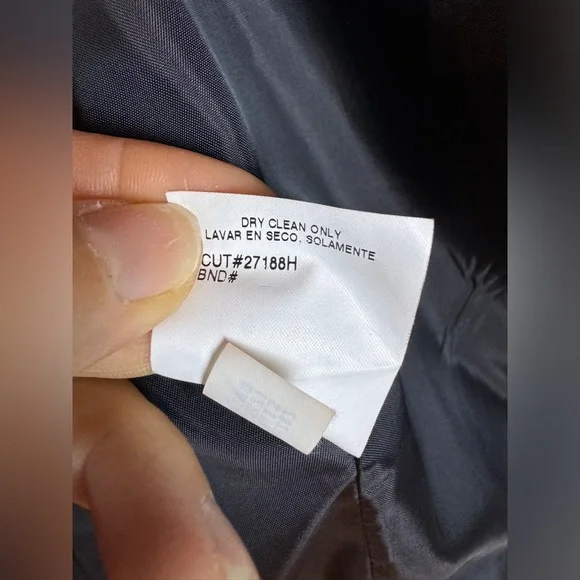 DRY CLEAN ONLY
LAVAR EN SECO, SOLAMENTE
CUT#27188H
BND#